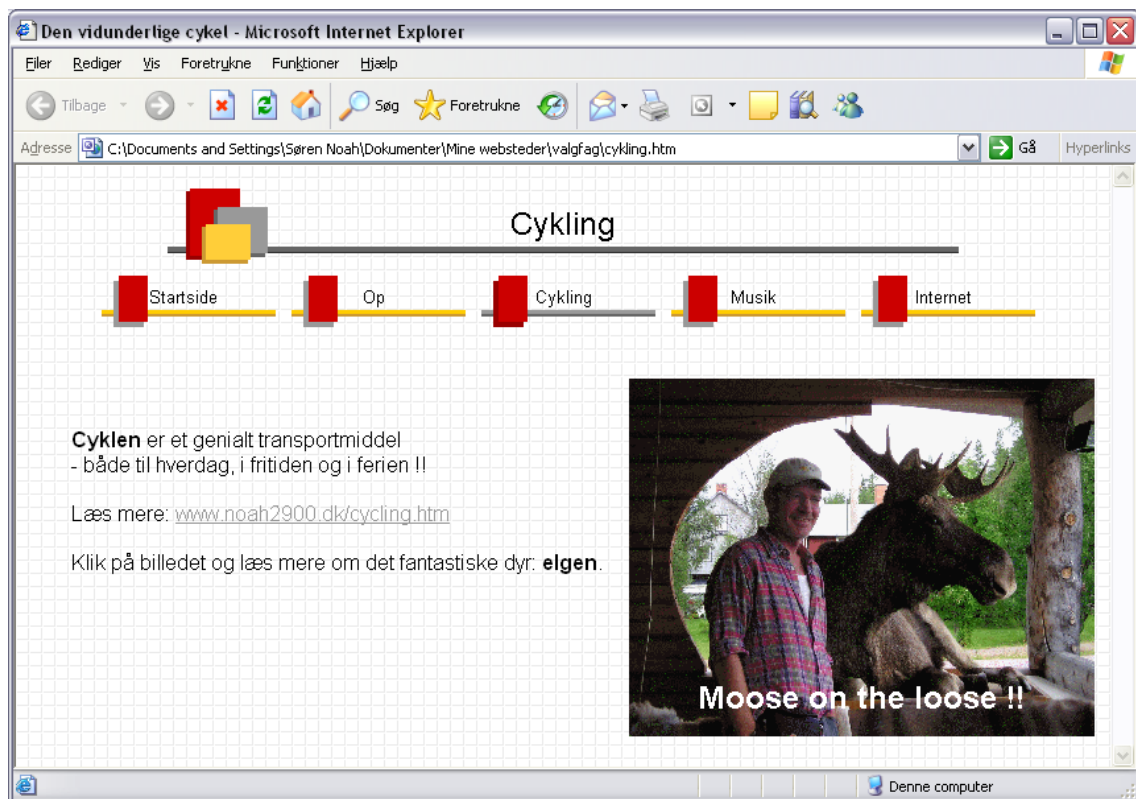 Den vidunderlige cykel - Microsoft Internet Explorer
Filer Rediger Vis Foretrukne Funktioner Hjælp
Tilbage Søg Foretrukne
Adresse C:\Documents and Settings\Søren Noah\Dokumenter\Mine websteder\valgfag\cykling.htm Gå Hyperlinks
Cykling
Startside Op Cykling Musik Internet
Cyklen er et genialt transportmiddel
- både til hverdag, i fritiden og i ferien !!
Læs mere: www.noah2900.dk/cycling.htm
Klik på billedet og læs mere om det fantastiske dyr: elgen.
Moose on the loose !!
Denne computer